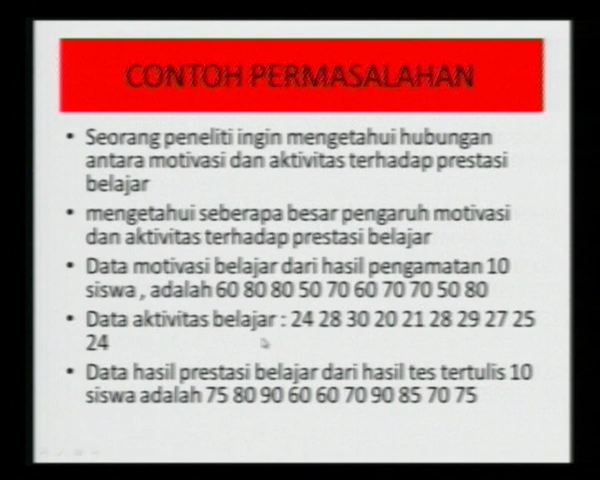 CONTOH PERMASALAHAN
• Seorang peneliti ingin mengetahui hubungan
antara motivasi dan aktivitas terhadap prestasi
belajar
• mengetahui seberapa besar pengaruh motivasi
dan aktivitas terhadap prestasi belajar
• Data motivasi belajar dari hasil pengamatan 10
siswa , adalah 60 80 80 50 70 60 70 70 50 80
• Data aktivitas belajar : 24 28 30 20 21 28 29 27 25
24
• Data hasil prestasi belajar dari hasil tes tertulis 10
siswa adalah 75 80 90 60 60 70 90 85 70 75